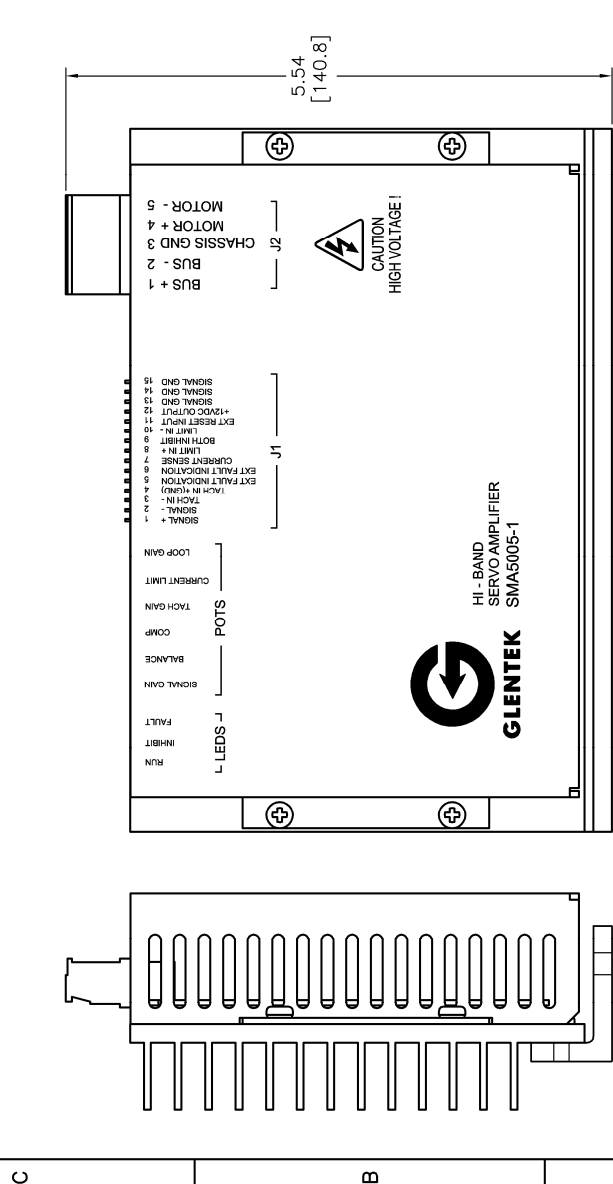 5.54
[140.8]
MOTOR - 5
MOTOR + 4
CHASSIS GND 3
BUS - 2
BUS + 1
J2
CAUTION
HIGH VOLTAGE !
SIGNAL GND 15
SIGNAL GND 14
SIGNAL GND 13
+12VDC OUTPUT 12
EXT RESET INPUT 11
LIMIT IN - 10
BOTH INHIBIT 9
LIMIT IN + 8
CURRENT SENSE 7
EXT FAULT INDICATION 6
EXT FAULT INDICATION 5
TACH IN +(GND) 4
TACH IN - 3
SIGNAL - 2
SIGNAL + 1
J1
LOOP GAIN
CURRENT LIMIT
TACH GAIN
COMP
BALANCE
SIGNAL GAIN
POTS
FAULT
INHIBIT
RUN
LEDS
HI - BAND
SERVO AMPLIFIER
SMA5005-1
GLENTEK
C
B